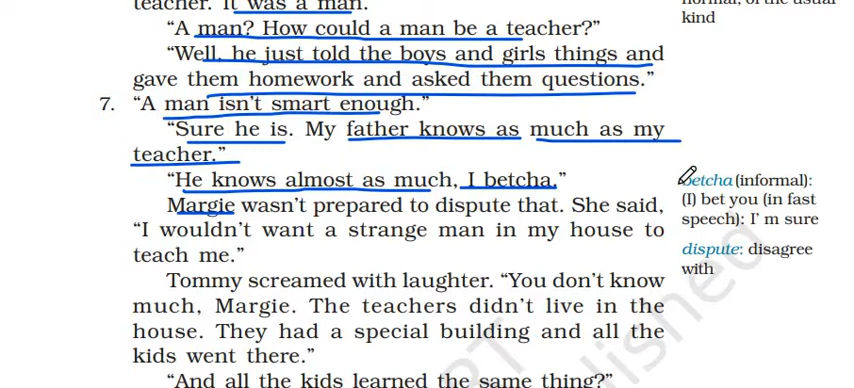 teacher. It was a man.
"A man? How could a man be a teacher?"
"Well, he just told the boys and girls things and
gave them homework and asked them questions."
7. "A man isn't smart enough."
"Sure he is. My father knows as much as my
teacher."
"He knows almost as much, I betcha."
Margie wasn't prepared to dispute that. She said,
"I wouldn't want a strange man in my house to
teach me."
Tommy screamed with laughter. "You don't know
much, Margie. The teachers didn't live in the
house. They had a special building and all the
kids went there."
"And all the kids learned the same thing?"
normal, of the usual
kind
betcha (informal):
(I) bet you (in fast
speech): I' m sure
dispute: disagree
with